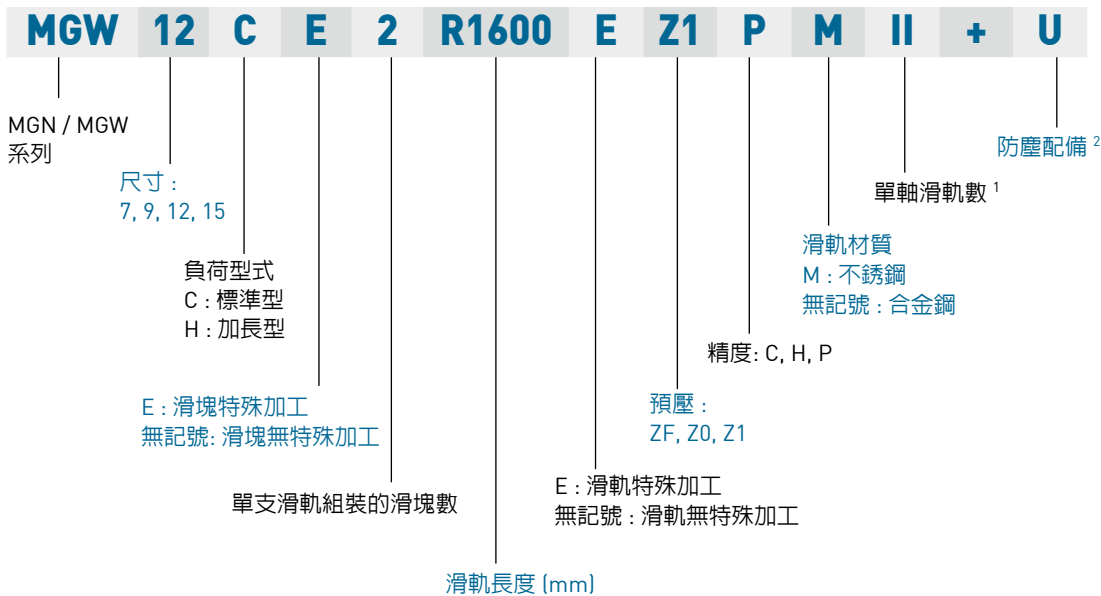 MGW 12 C E 2 R1600 E Z1 P M II + U
MGN / MGW
系列
尺寸 :
7, 9, 12, 15
負荷型式
C : 標準型
H : 加長型
E : 滑塊特殊加工
無記號: 滑塊無特殊加工
單支滑軌組裝的滑塊數
滑軌長度 (mm)
E : 滑軌特殊加工
無記號 : 滑軌無特殊加工
預壓 :
ZF, Z0, Z1
精度: C, H, P
滑軌材質
M : 不銹鋼
無記號 : 合金鋼
單軸滑軌數 ¹
防塵配備 ²